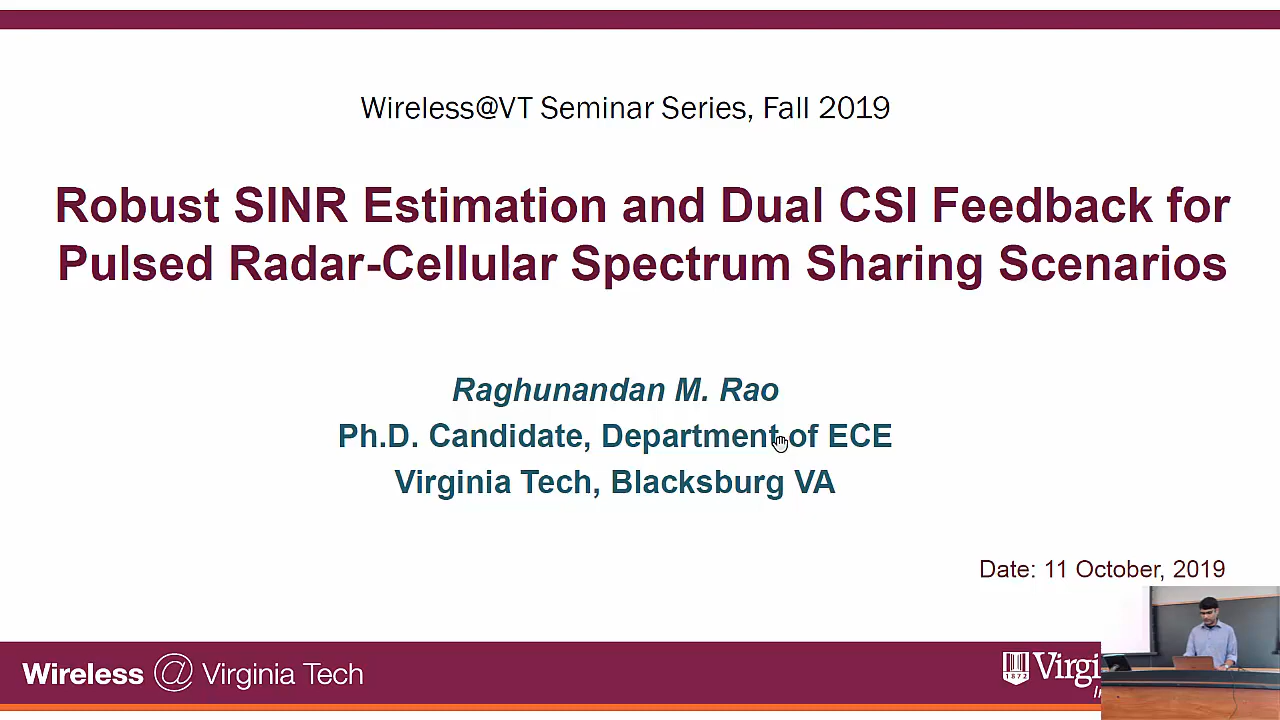 Wireless@VT Seminar Series, Fall 2019
Robust SINR Estimation and Dual CSI Feedback for
Pulsed Radar-Cellular Spectrum Sharing Scenarios
Raghunandan M. Rao
Ph.D. Candidate, Department of ECE
Virginia Tech, Blacksburg VA
Date: 11 October, 2019
Wireless @ Virginia Tech
1872